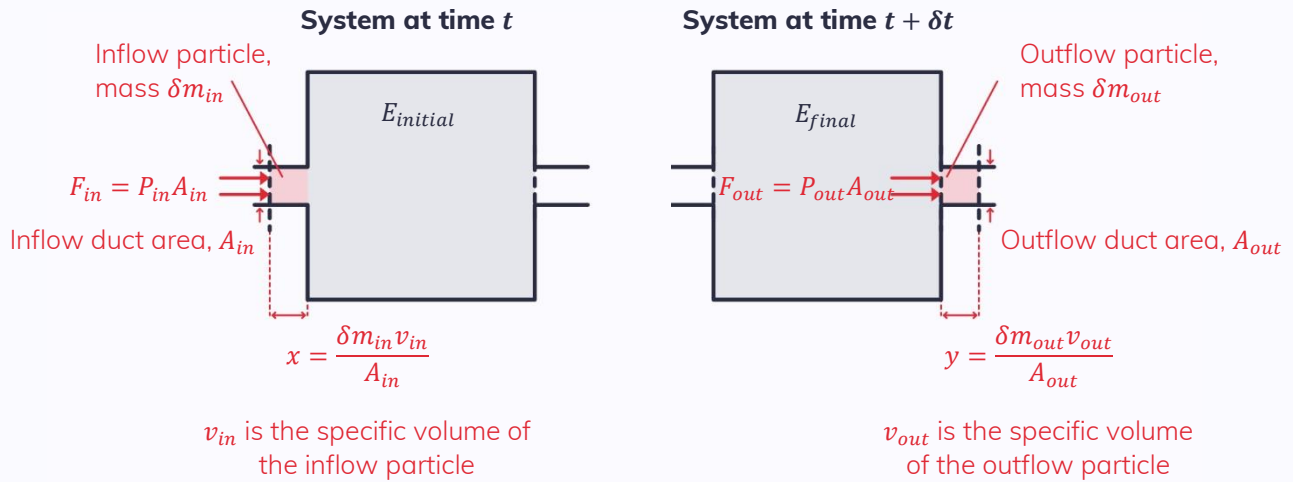 System at time t
System at time t + δt
Inflow particle,
mass δm_in
Outflow particle,
mass δm_out
E_initial
E_final
F_in = P_in A_in
F_out = P_out A_out
Inflow duct area, A_in
Outflow duct area, A_out
x = δm_in v_in / A_in
y = δm_out v_out / A_out
v_in is the specific volume of
the inflow particle
v_out is the specific volume
of the outflow particle